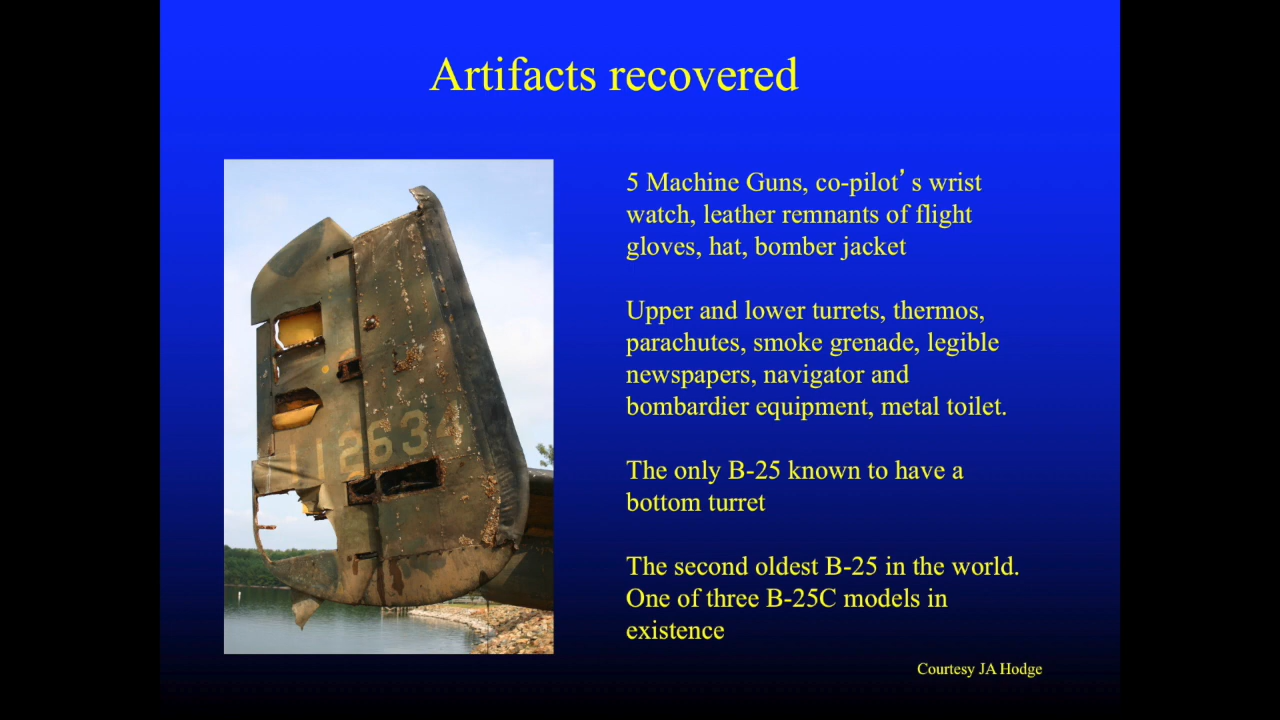 Artifacts recovered
5 Machine Guns, co-pilot’s wrist
watch, leather remnants of flight
gloves, hat, bomber jacket
Upper and lower turrets, thermos,
parachutes, smoke grenade, legible
newspapers, navigator and
bombardier equipment, metal toilet.
The only B-25 known to have a
bottom turret
The second oldest B-25 in the world.
One of three B-25C models in
existence
112634
Courtesy JA Hodge